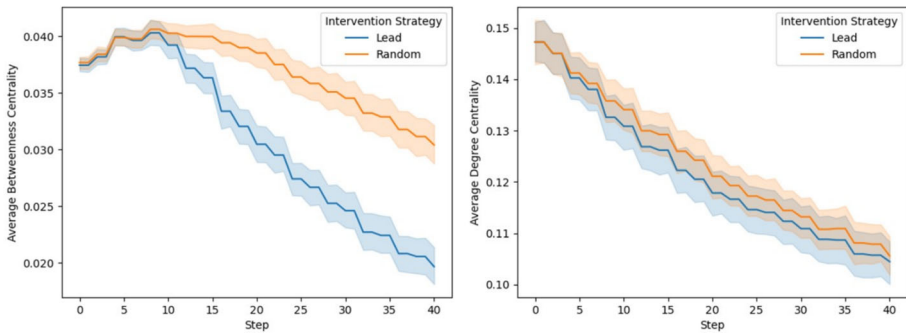 Intervention Strategy
Lead
Random
0.040
0.035
0.030
0.025
0.020
Average Betweenness Centrality
0 5 10 15 20 25 30 35 40
Step
Intervention Strategy
Lead
Random
0.15
0.14
0.13
0.12
0.11
0.10
Average Degree Centrality
0 5 10 15 20 25 30 35 40
Step